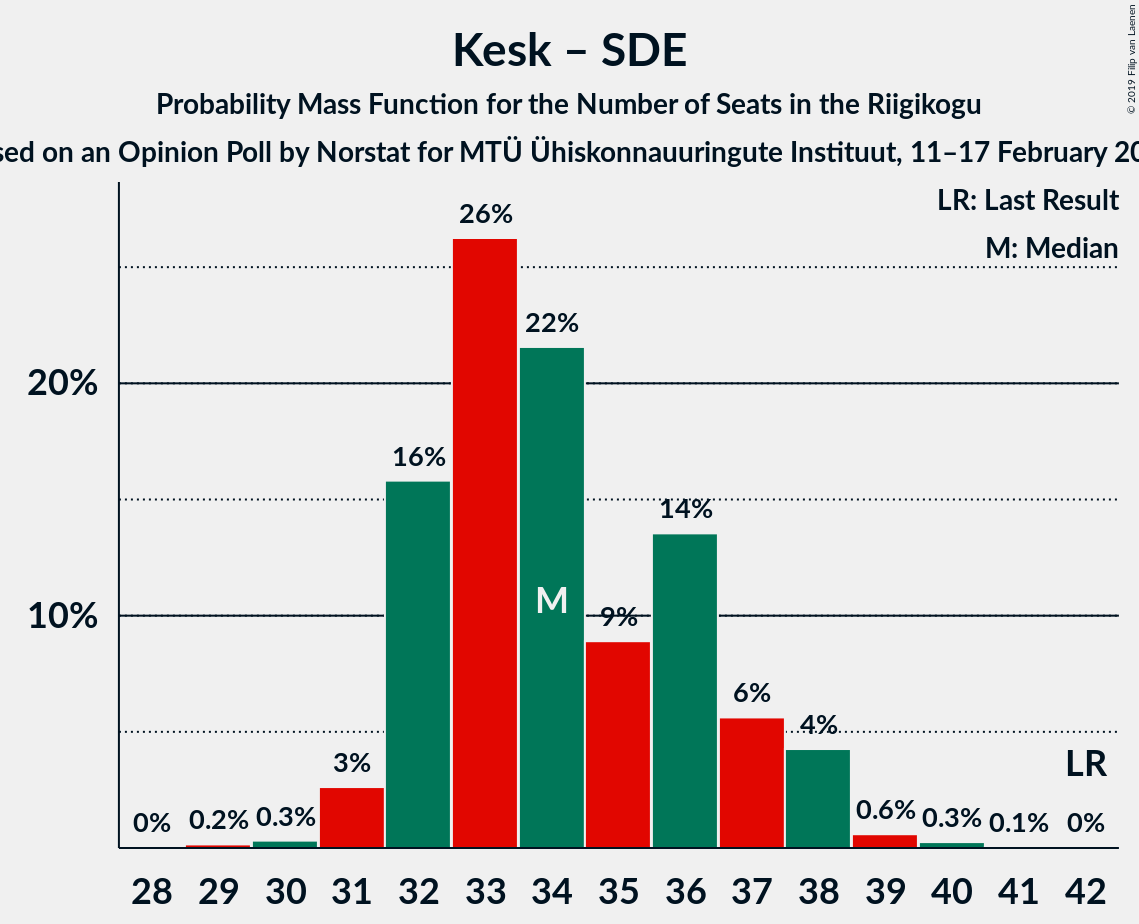 Kesk – SDE
Probability Mass Function for the Number of Seats in the Riigikogu
on an Opinion Poll by Norstat for MTÜ Ühiskonnauuringute Instituut, 11–17 February
© 2019 Filip van Laenen
LR: Last Result
M: Median
26%
22%
20%
16%
14%
M
10%
9%
6%
4%
3%
LR
0% 0.2% 0.3% 0.6% 0.3% 0.1% 0%
28 29 30 31 32 33 34 35 36 37 38 39 40 41 42